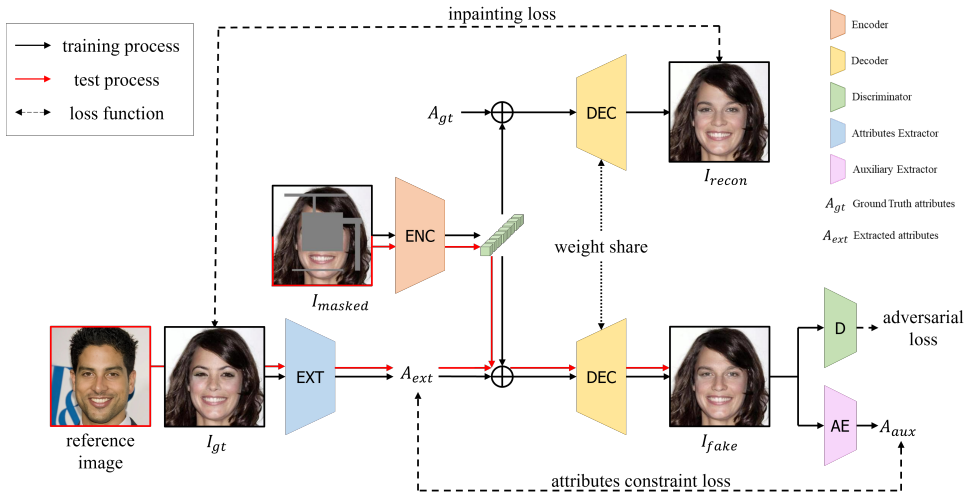 inpainting loss
training process
test process
loss function
Encoder
Decoder
Discriminator
Attributes Extractor
Auxiliary Extractor
A_gt Ground Truth attributes
A_ext Extracted attributes
A_gt
DEC
I_recon
ENC
I_masked
weight share
EXT
A_ext
DEC
D
adversarial
loss
reference
image
I_gt
I_fake
AE
A_aux
attributes constraint loss